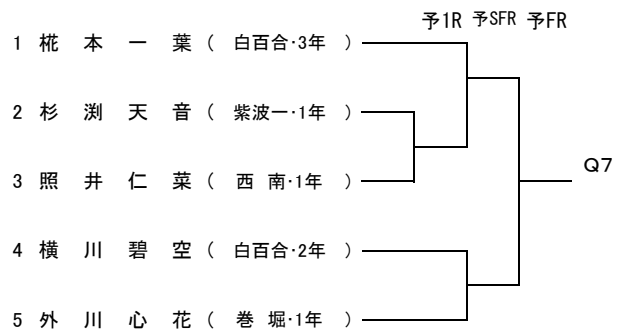 予1R 予SFR 予FR
1 椛 本 一 葉 ( 白百合・3年 )
2 杉 渕 天 音 ( 紫波一・1年 )
3 照 井 仁 菜 ( 西 南・1年 )
Q7
4 横 川 碧 空 ( 白百合・2年 )
5 外 川 心 花 ( 巻 堀・1年 )